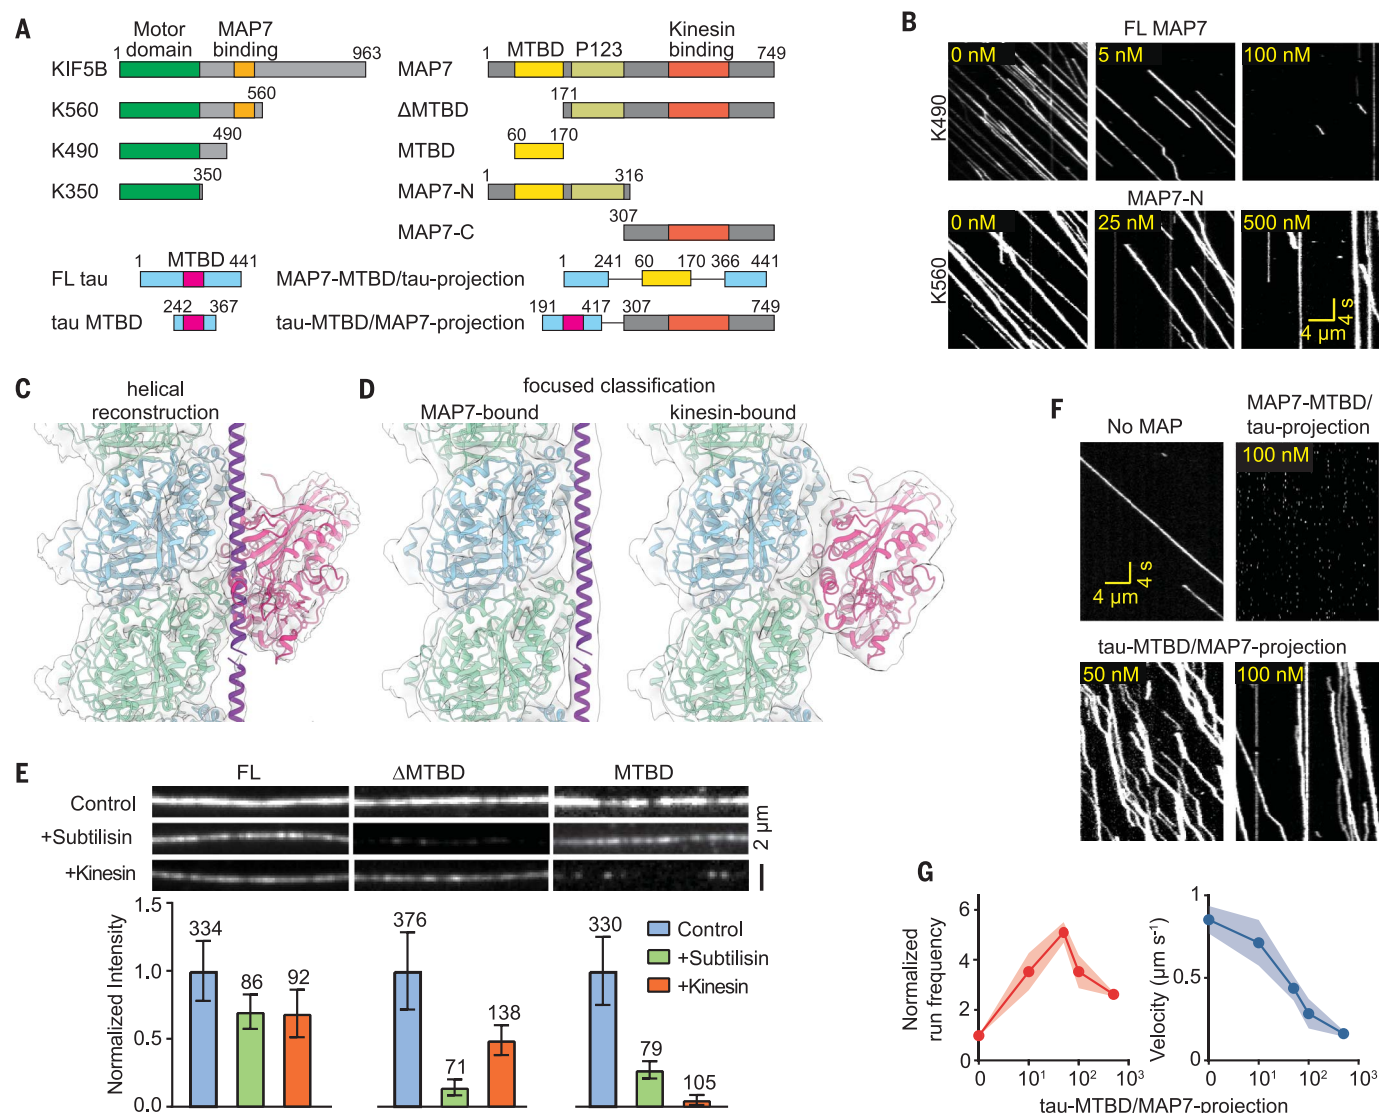 A
Motor domain
MAP7 binding
1
963
KIF5B
560
K560
490
K490
350
K350
MTBD
1
441
FL tau
242
367
tau MTBD
Kinesin binding
1
MTBD
P123
749
MAP7
171
ΔMTBD
60
170
MTBD
1
316
MAP7-N
307
MAP7-C
1
241
60
170
366
441
MAP7-MTBD/tau-projection
191
417
307
749
tau-MTBD/MAP7-projection
B
FL MAP7
0 nM
5 nM
100 nM
K490
MAP7-N
0 nM
25 nM
500 nM
K560
4 s
4 μm
C
helical
reconstruction
D
focused classification
MAP7-bound
kinesin-bound
E
FL
ΔMTBD
MTBD
Control
+Subtilisin
+Kinesin
2 μm
Normalized Intensity
1.5
1.0
0.5
0.0
334
86
92
376
71
138
330
79
105
Control
+Subtilisin
+Kinesin
F
No MAP
MAP7-MTBD/
tau-projection
100 nM
4 s
4 μm
tau-MTBD/MAP7-projection
50 nM
100 nM
G
Normalized
run frequency
6
4
2
0
0
10¹
10²
10³
Velocity (μm s⁻¹)
1
0.5
0
0
10¹
10²
10³
tau-MTBD/MAP7-projection